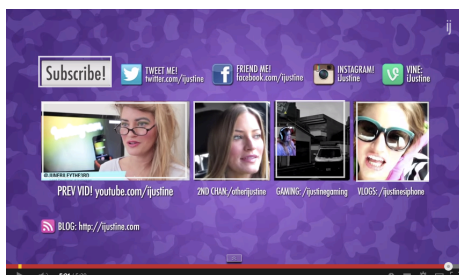 ij
Subscribe!
TWEET ME!
twitter.com/ijustine
FRIEND ME!
facebook.com/ijustine
INSTAGRAM!
iJustine
VINE:
iJustine
PREV VID! youtube.com/ijustine
2ND CHAN:/otherijustine
GAMING: /ijustinegaming
VLOGS: /ijustinesiphone
BLOG: http://ijustine.com